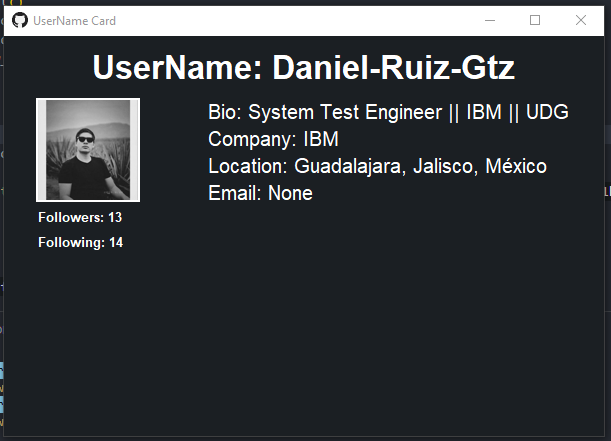 UserName Card
UserName: Daniel-Ruiz-Gtz
Bio: System Test Engineer || IBM || UDG
Company: IBM
Location: Guadalajara, Jalisco, México
Email: None
Followers: 13
Following: 14